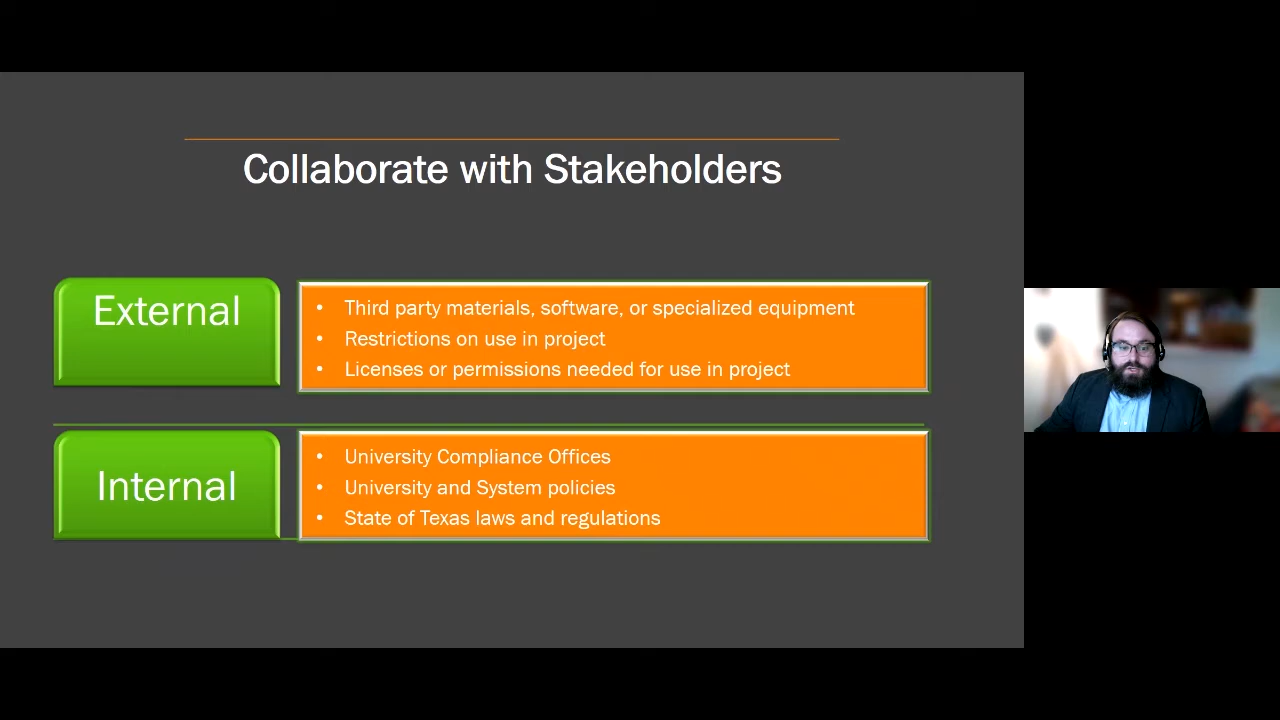 Collaborate with Stakeholders
External
• Third party materials, software, or specialized equipment
• Restrictions on use in project
• Licenses or permissions needed for use in project
Internal
• University Compliance Offices
• University and System policies
• State of Texas laws and regulations